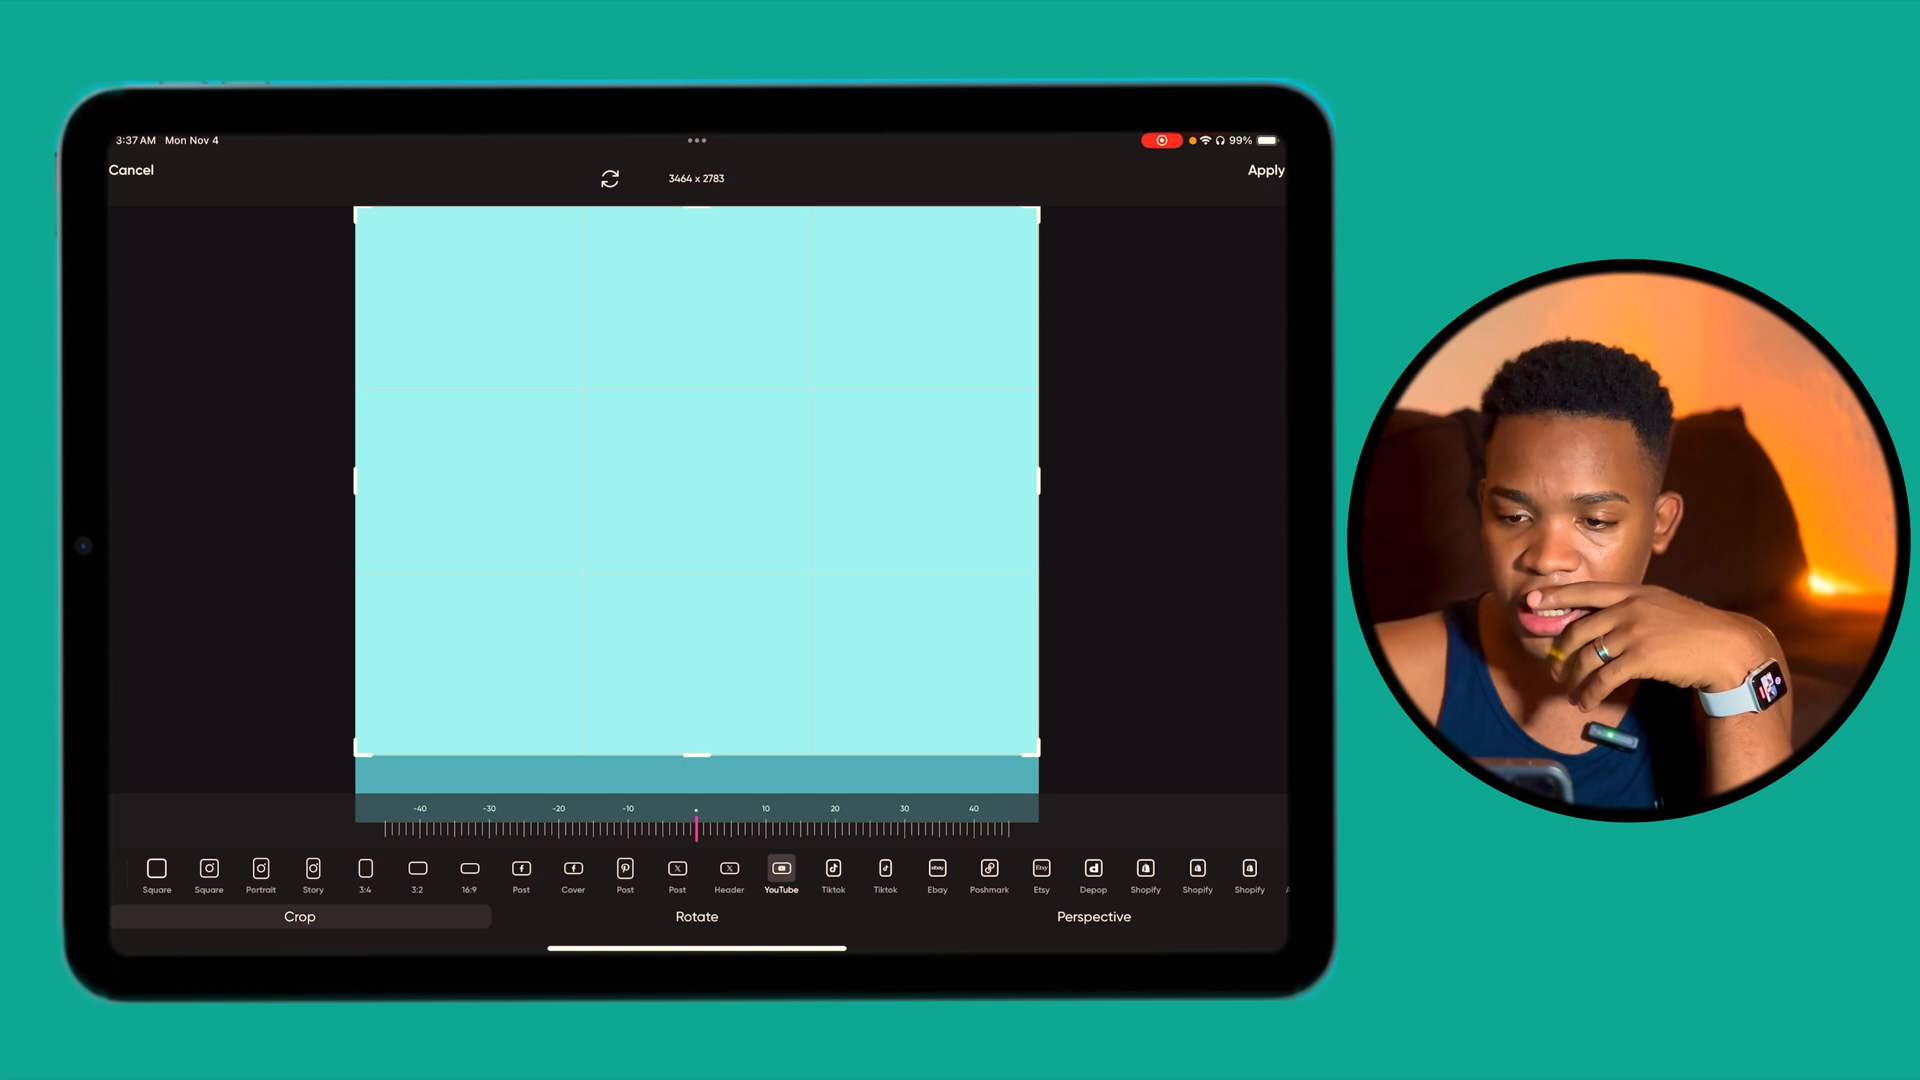 3:37 AM Mon Nov 4
99%
Cancel
3464 x 2783
Apply
-40 -30 -20 -10 10 20 30 40
Square Square Portrait Story 3:4 3:2 16:9 Post Cover Post Post Header YouTube Tiktok Tiktok Ebay Poshmark Etsy Depop Shopify Shopify Shopify
Crop Rotate Perspective